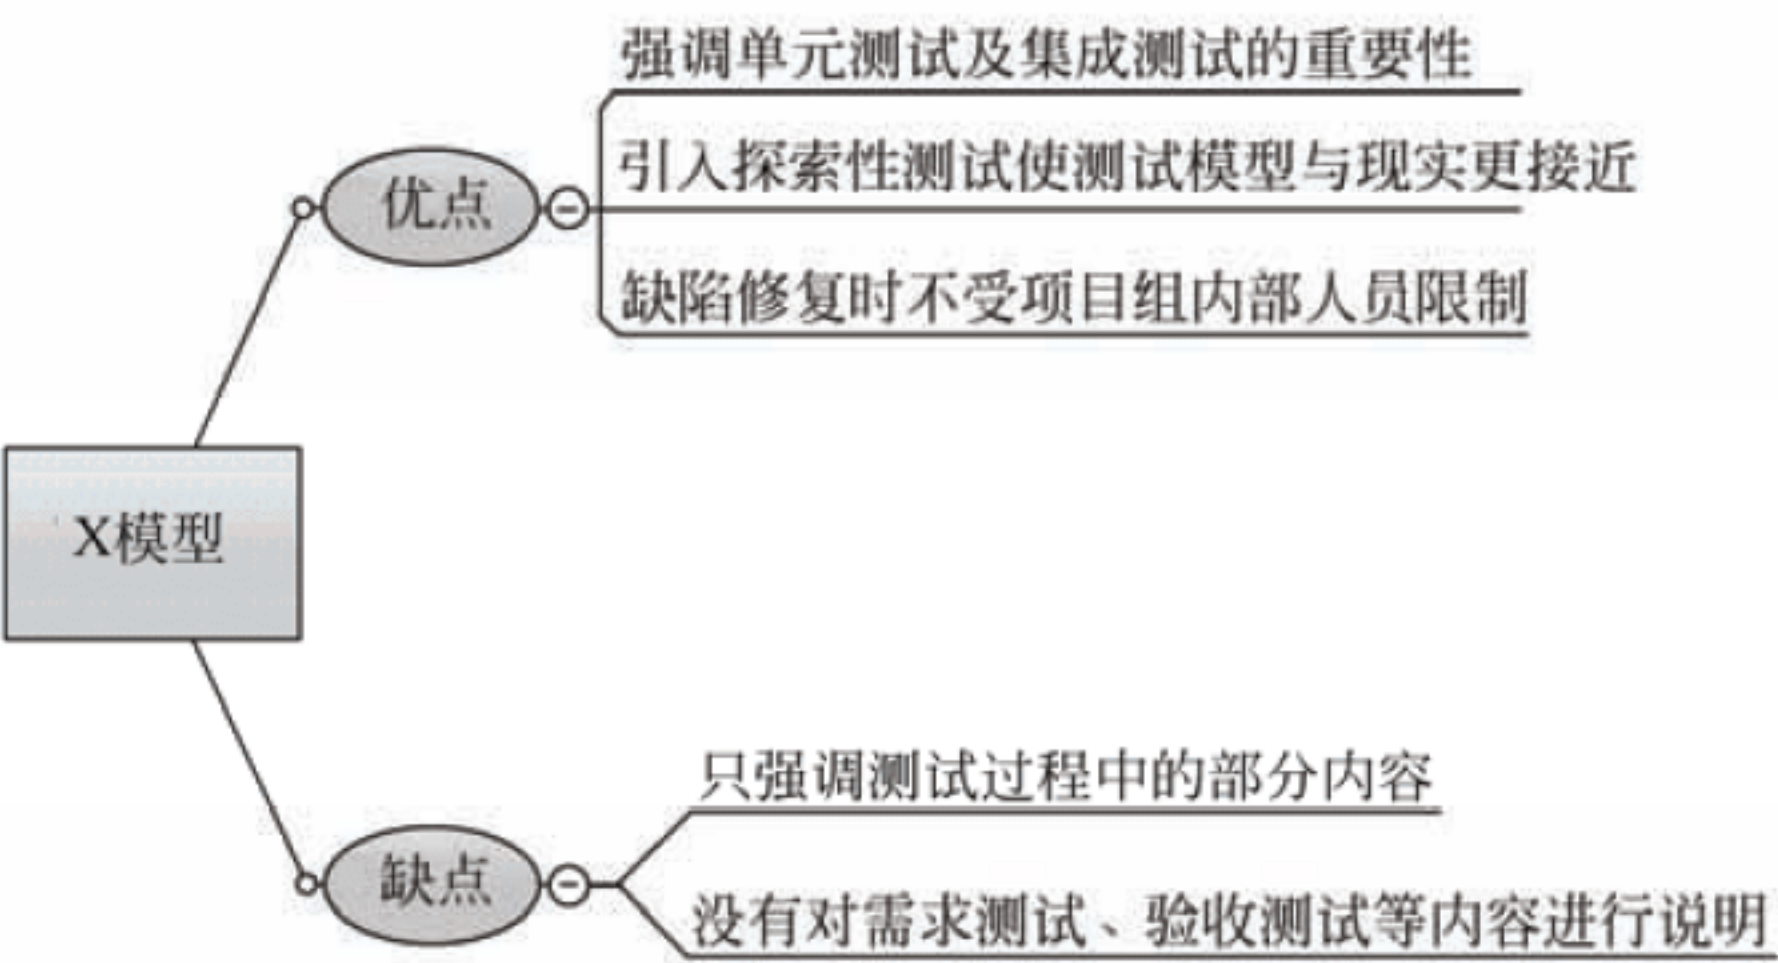 强调单元测试及集成测试的重要性
引入探索性测试使测试模型与现实更接近
优点
缺陷修复时不受项目组内部人员限制
X模型
只强调测试过程中的部分内容
缺点
没有对需求测试、验收测试等内容进行说明